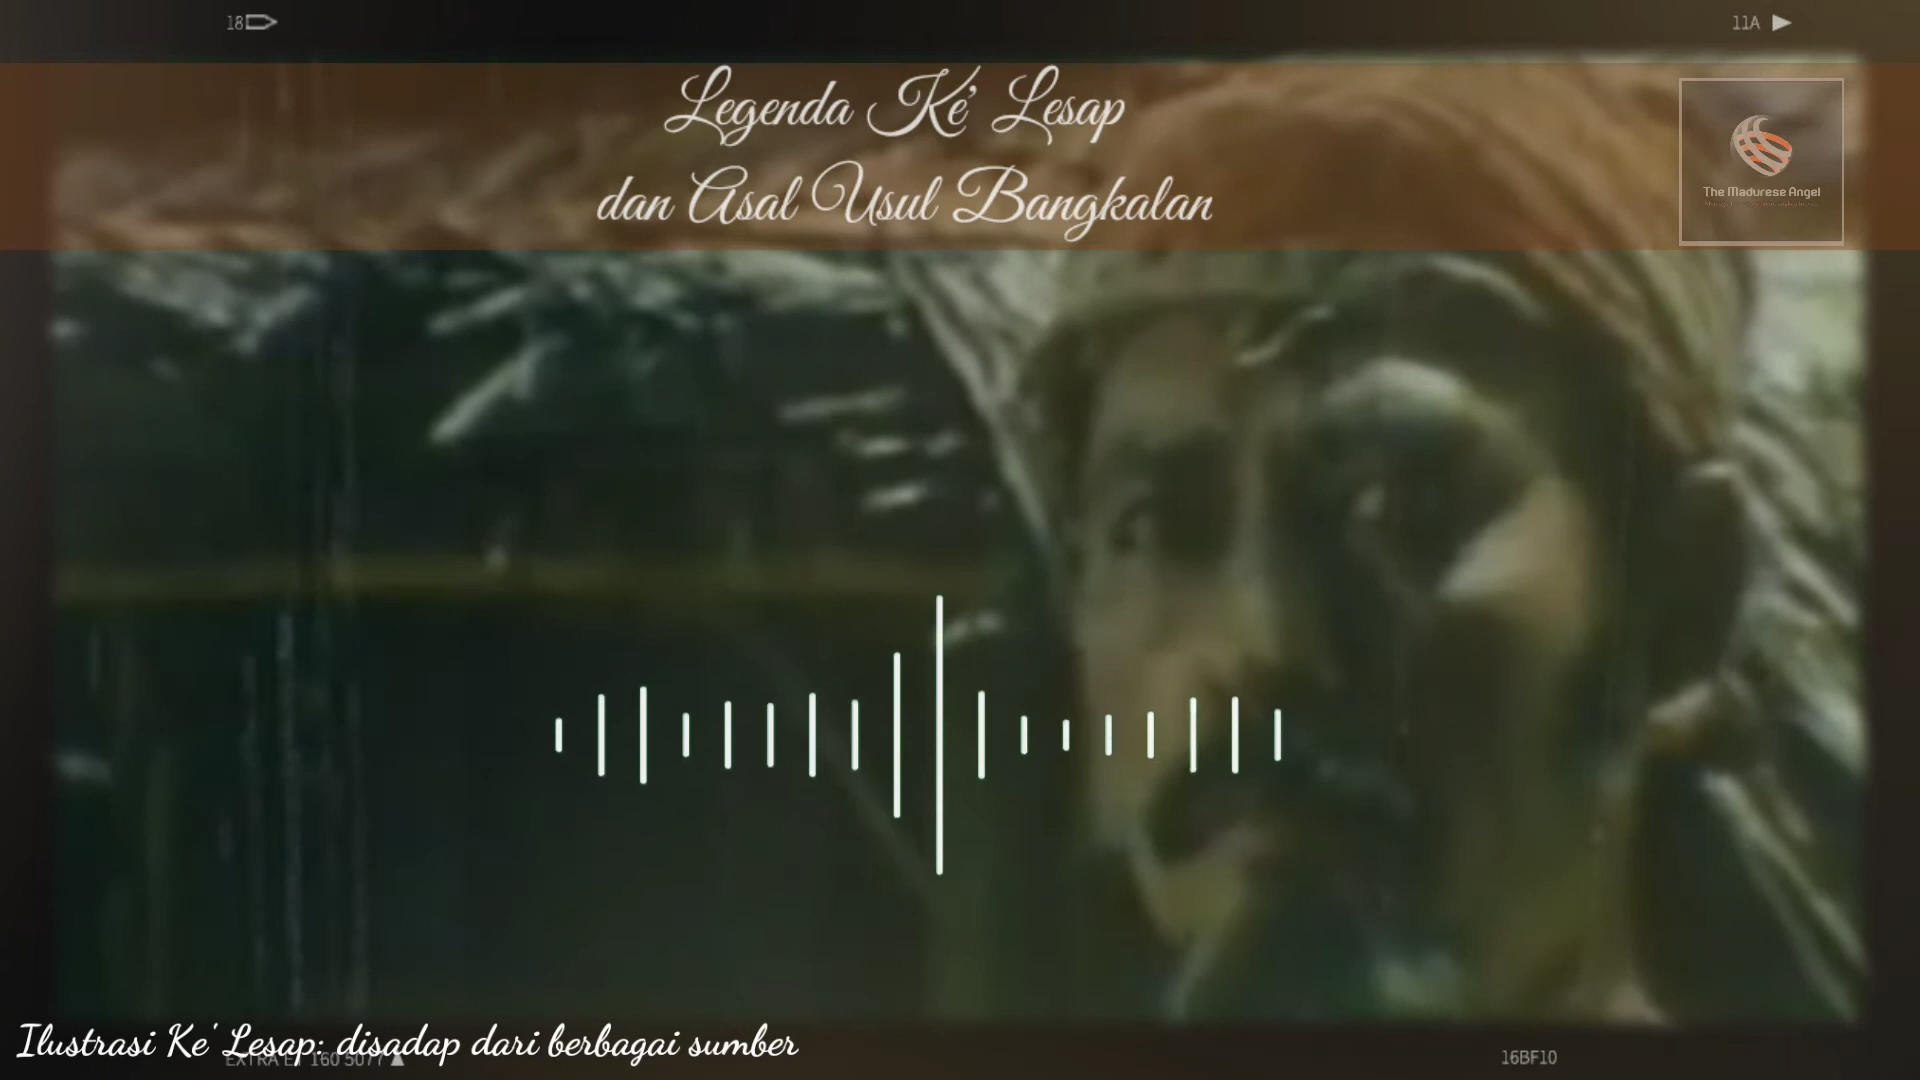 18
11A
Legenda Ke' Lesap
dan Asal Usul Bangkalan
The Madurese Angel
Ilustrasi Ke' Lesap: disadap dari berbagai sumber
16BF10